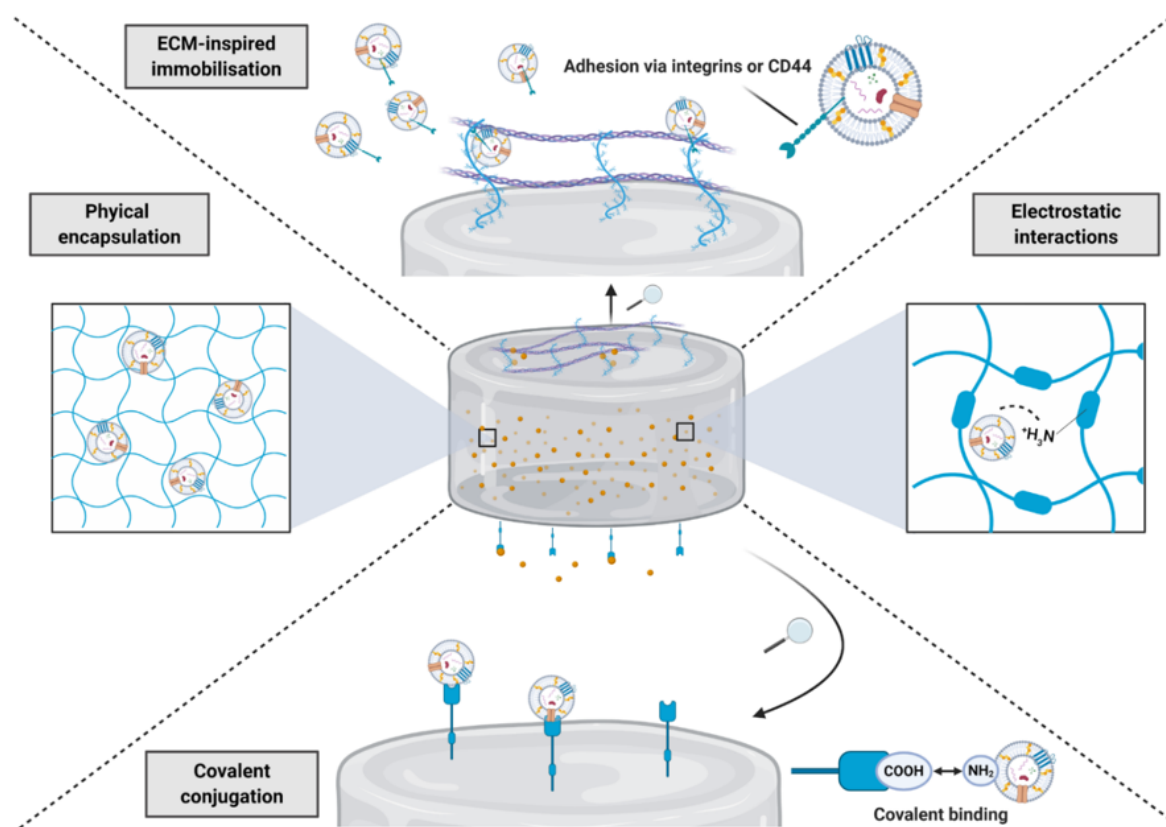 ECM-inspired
immobilisation
Adhesion via integrins or CD44
Phyical
encapsulation
Electrostatic
interactions
⁺H₃N
Covalent
conjugation
COOH
NH₂
Covalent binding